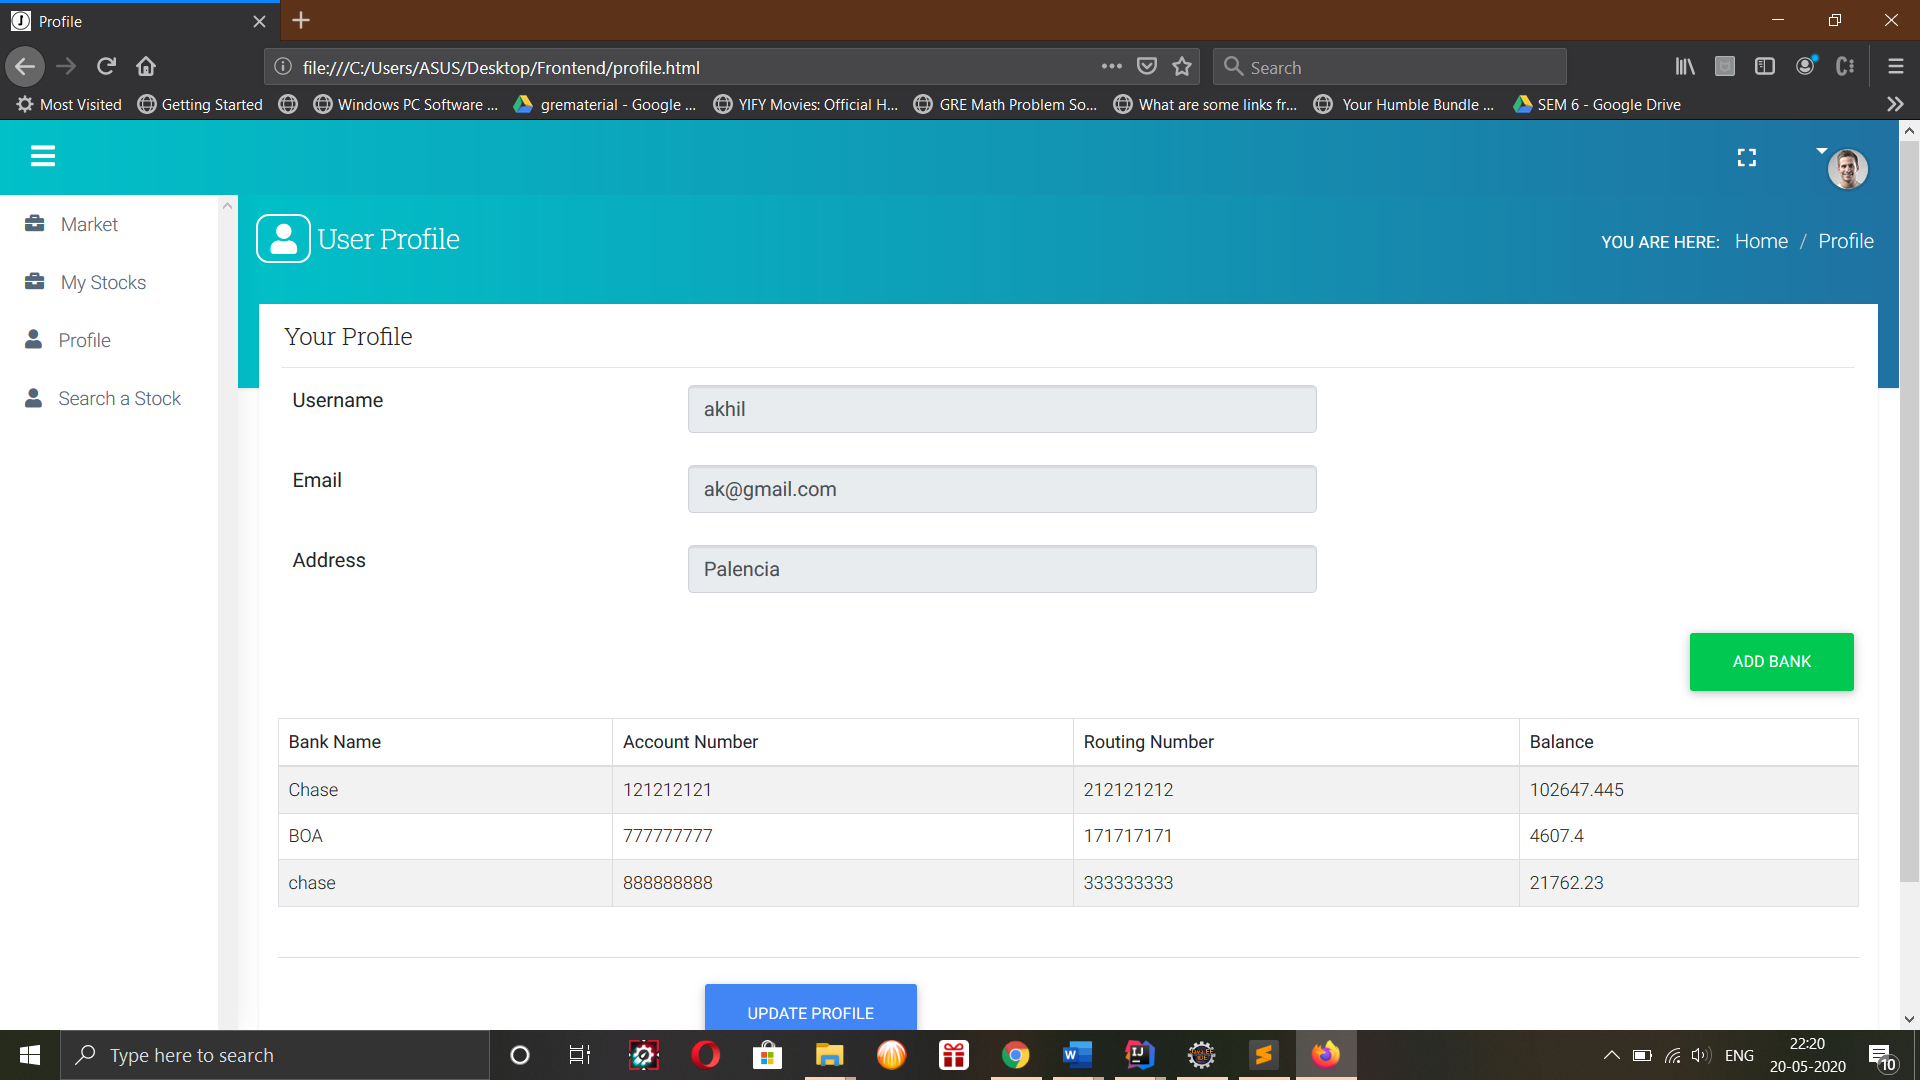 Profile
file:///C:/Users/ASUS/Desktop/Frontend/profile.html
Search
Most Visited
Getting Started
Windows PC Software ...
grematerial - Google ...
YIFY Movies: Official H...
GRE Math Problem So...
What are some links fr...
Your Humble Bundle ...
SEM 6 - Google Drive
Market
My Stocks
Profile
Search a Stock
User Profile
YOU ARE HERE: Home / Profile
Your Profile
Username
akhil
Email
ak@gmail.com
Address
Palencia
ADD BANK
Bank Name Account Number Routing Number Balance
Chase 121212121 212121212 102647.445
BOA 777777777 171717171 4607.4
chase 888888888 333333333 21762.23
UPDATE PROFILE
Type here to search
ENG
22:20
20-05-2020
10